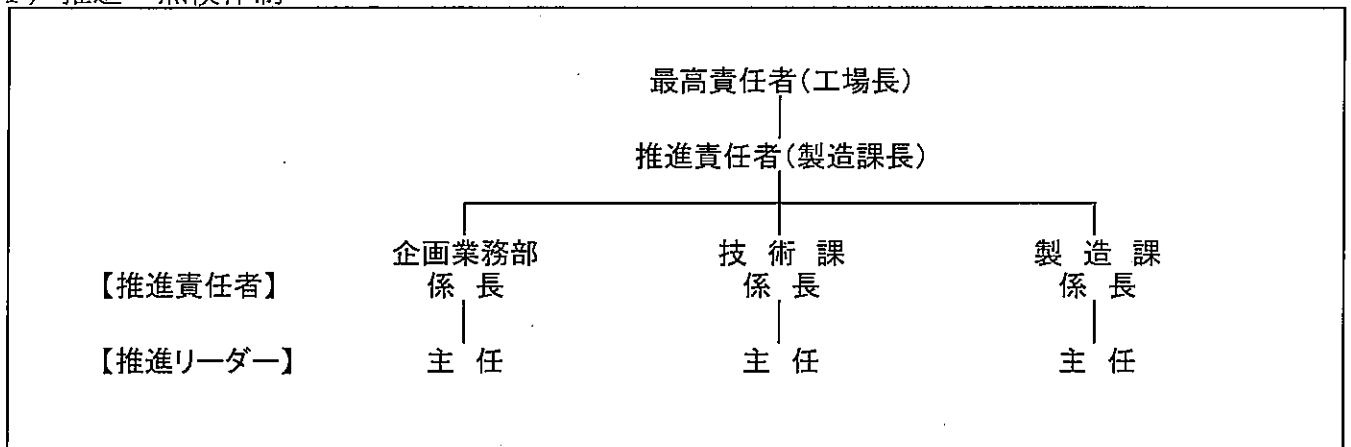 最高責任者(工場長)
推進責任者(製造課長)
企画業務部 技術課 製造課
【推進責任者】 係長 係長 係長
【推進リーダー】 主任 主任 主任